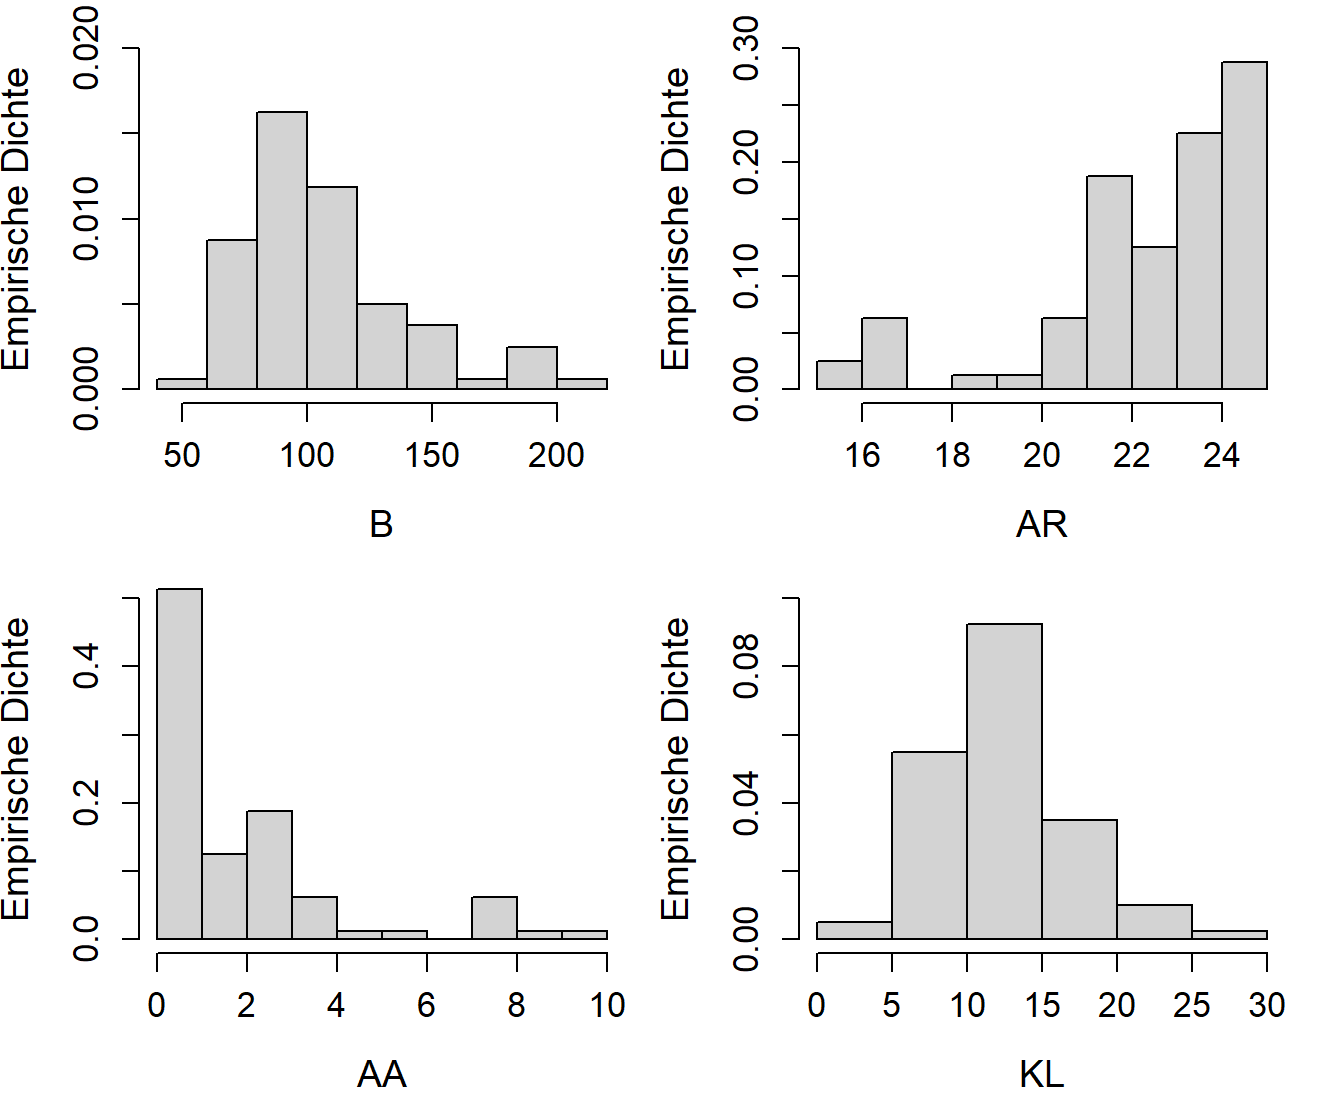 Empirische Dichte
0.000 0.010 0.020
50 100 150 200
B
Empirische Dichte
0.00 0.10 0.20 0.30
16 18 20 22 24
AR
Empirische Dichte
0.0 0.2 0.4
0 2 4 6 8 10
AA
Empirische Dichte
0.00 0.04 0.08
0 5 10 15 20 25 30
KL